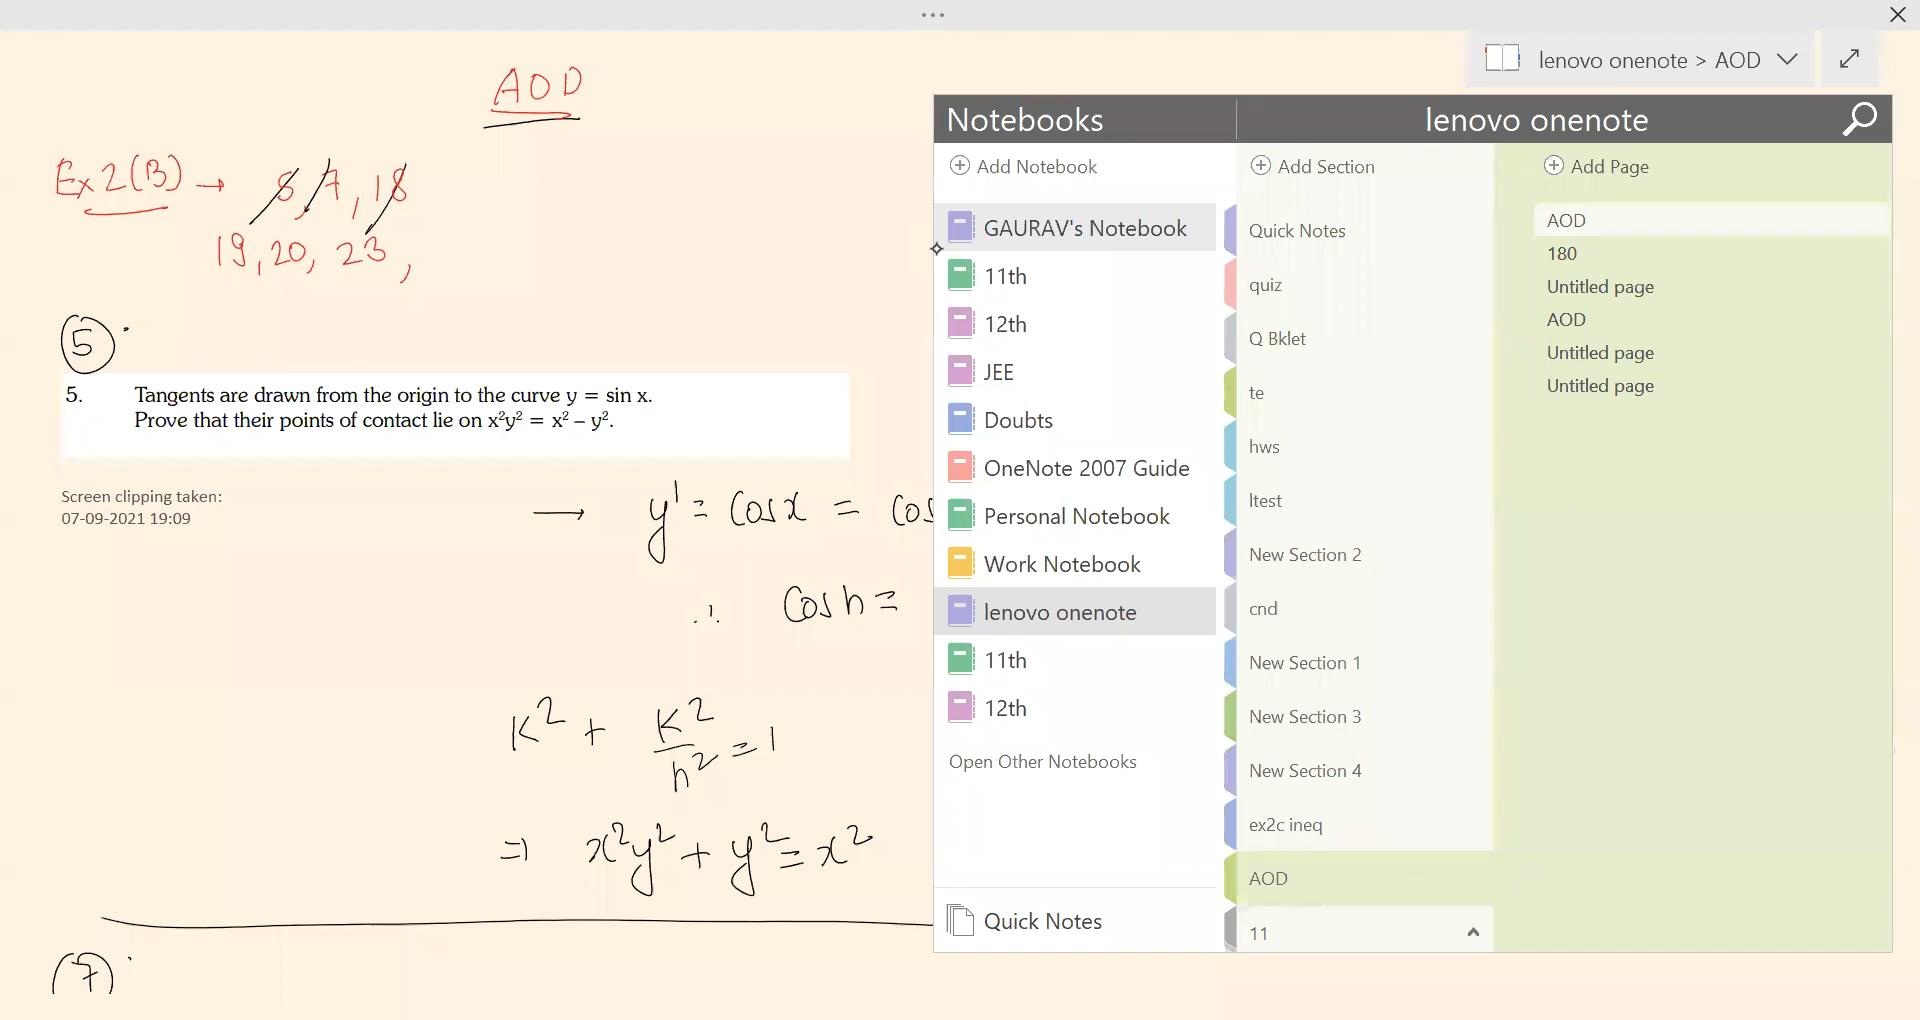 lenovo onenote > AOD
AOD
Ex 2(B) → 5, 7, 18
19, 20, 23,
5
5. Tangents are drawn from the origin to the curve y = sin x.
Prove that their points of contact lie on x²y² = x² – y².
Screen clipping taken:
07-09-2021 19:09
→ y' = Cosx = Cos
∴ Cosh =
K² + K²/h² = 1
⇒ x²y² + y² = x²
7
Notebooks
Add Notebook
GAURAV's Notebook
11th
12th
JEE
Doubts
OneNote 2007 Guide
Personal Notebook
Work Notebook
lenovo onenote
11th
12th
Open Other Notebooks
Quick Notes
lenovo onenote
Add Section
Quick Notes
quiz
Q Bklet
te
hws
ltest
New Section 2
cnd
New Section 1
New Section 3
New Section 4
ex2c ineq
AOD
11
Add Page
AOD
180
Untitled page
AOD
Untitled page
Untitled page